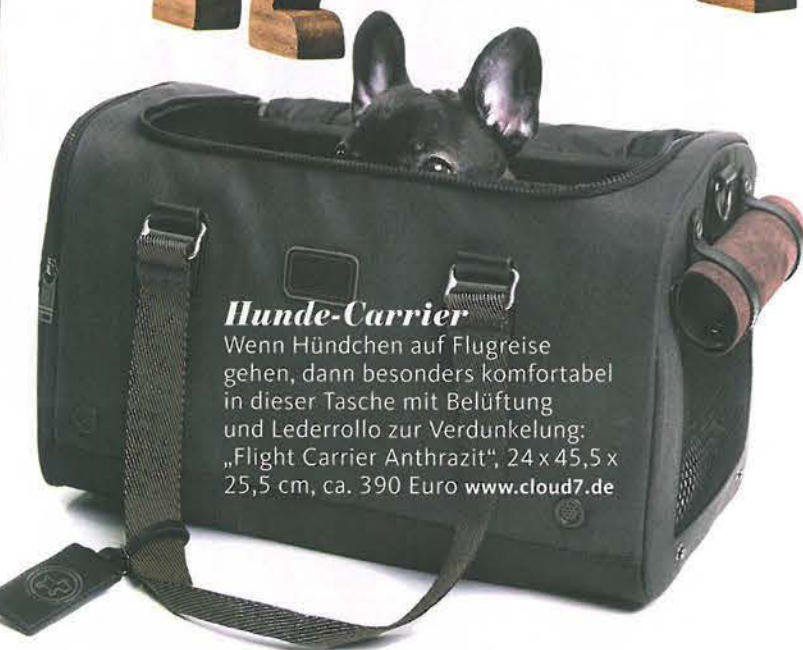 Hunde-Carrier
Wenn Hündchen auf Flugreise
gehen, dann besonders komfortabel
in dieser Tasche mit Belüftung
und Lederrollo zur Verdunkelung:
„Flight Carrier Anthrazit“, 24 x 45,5 x
25,5 cm, ca. 390 Euro www.cloud7.de